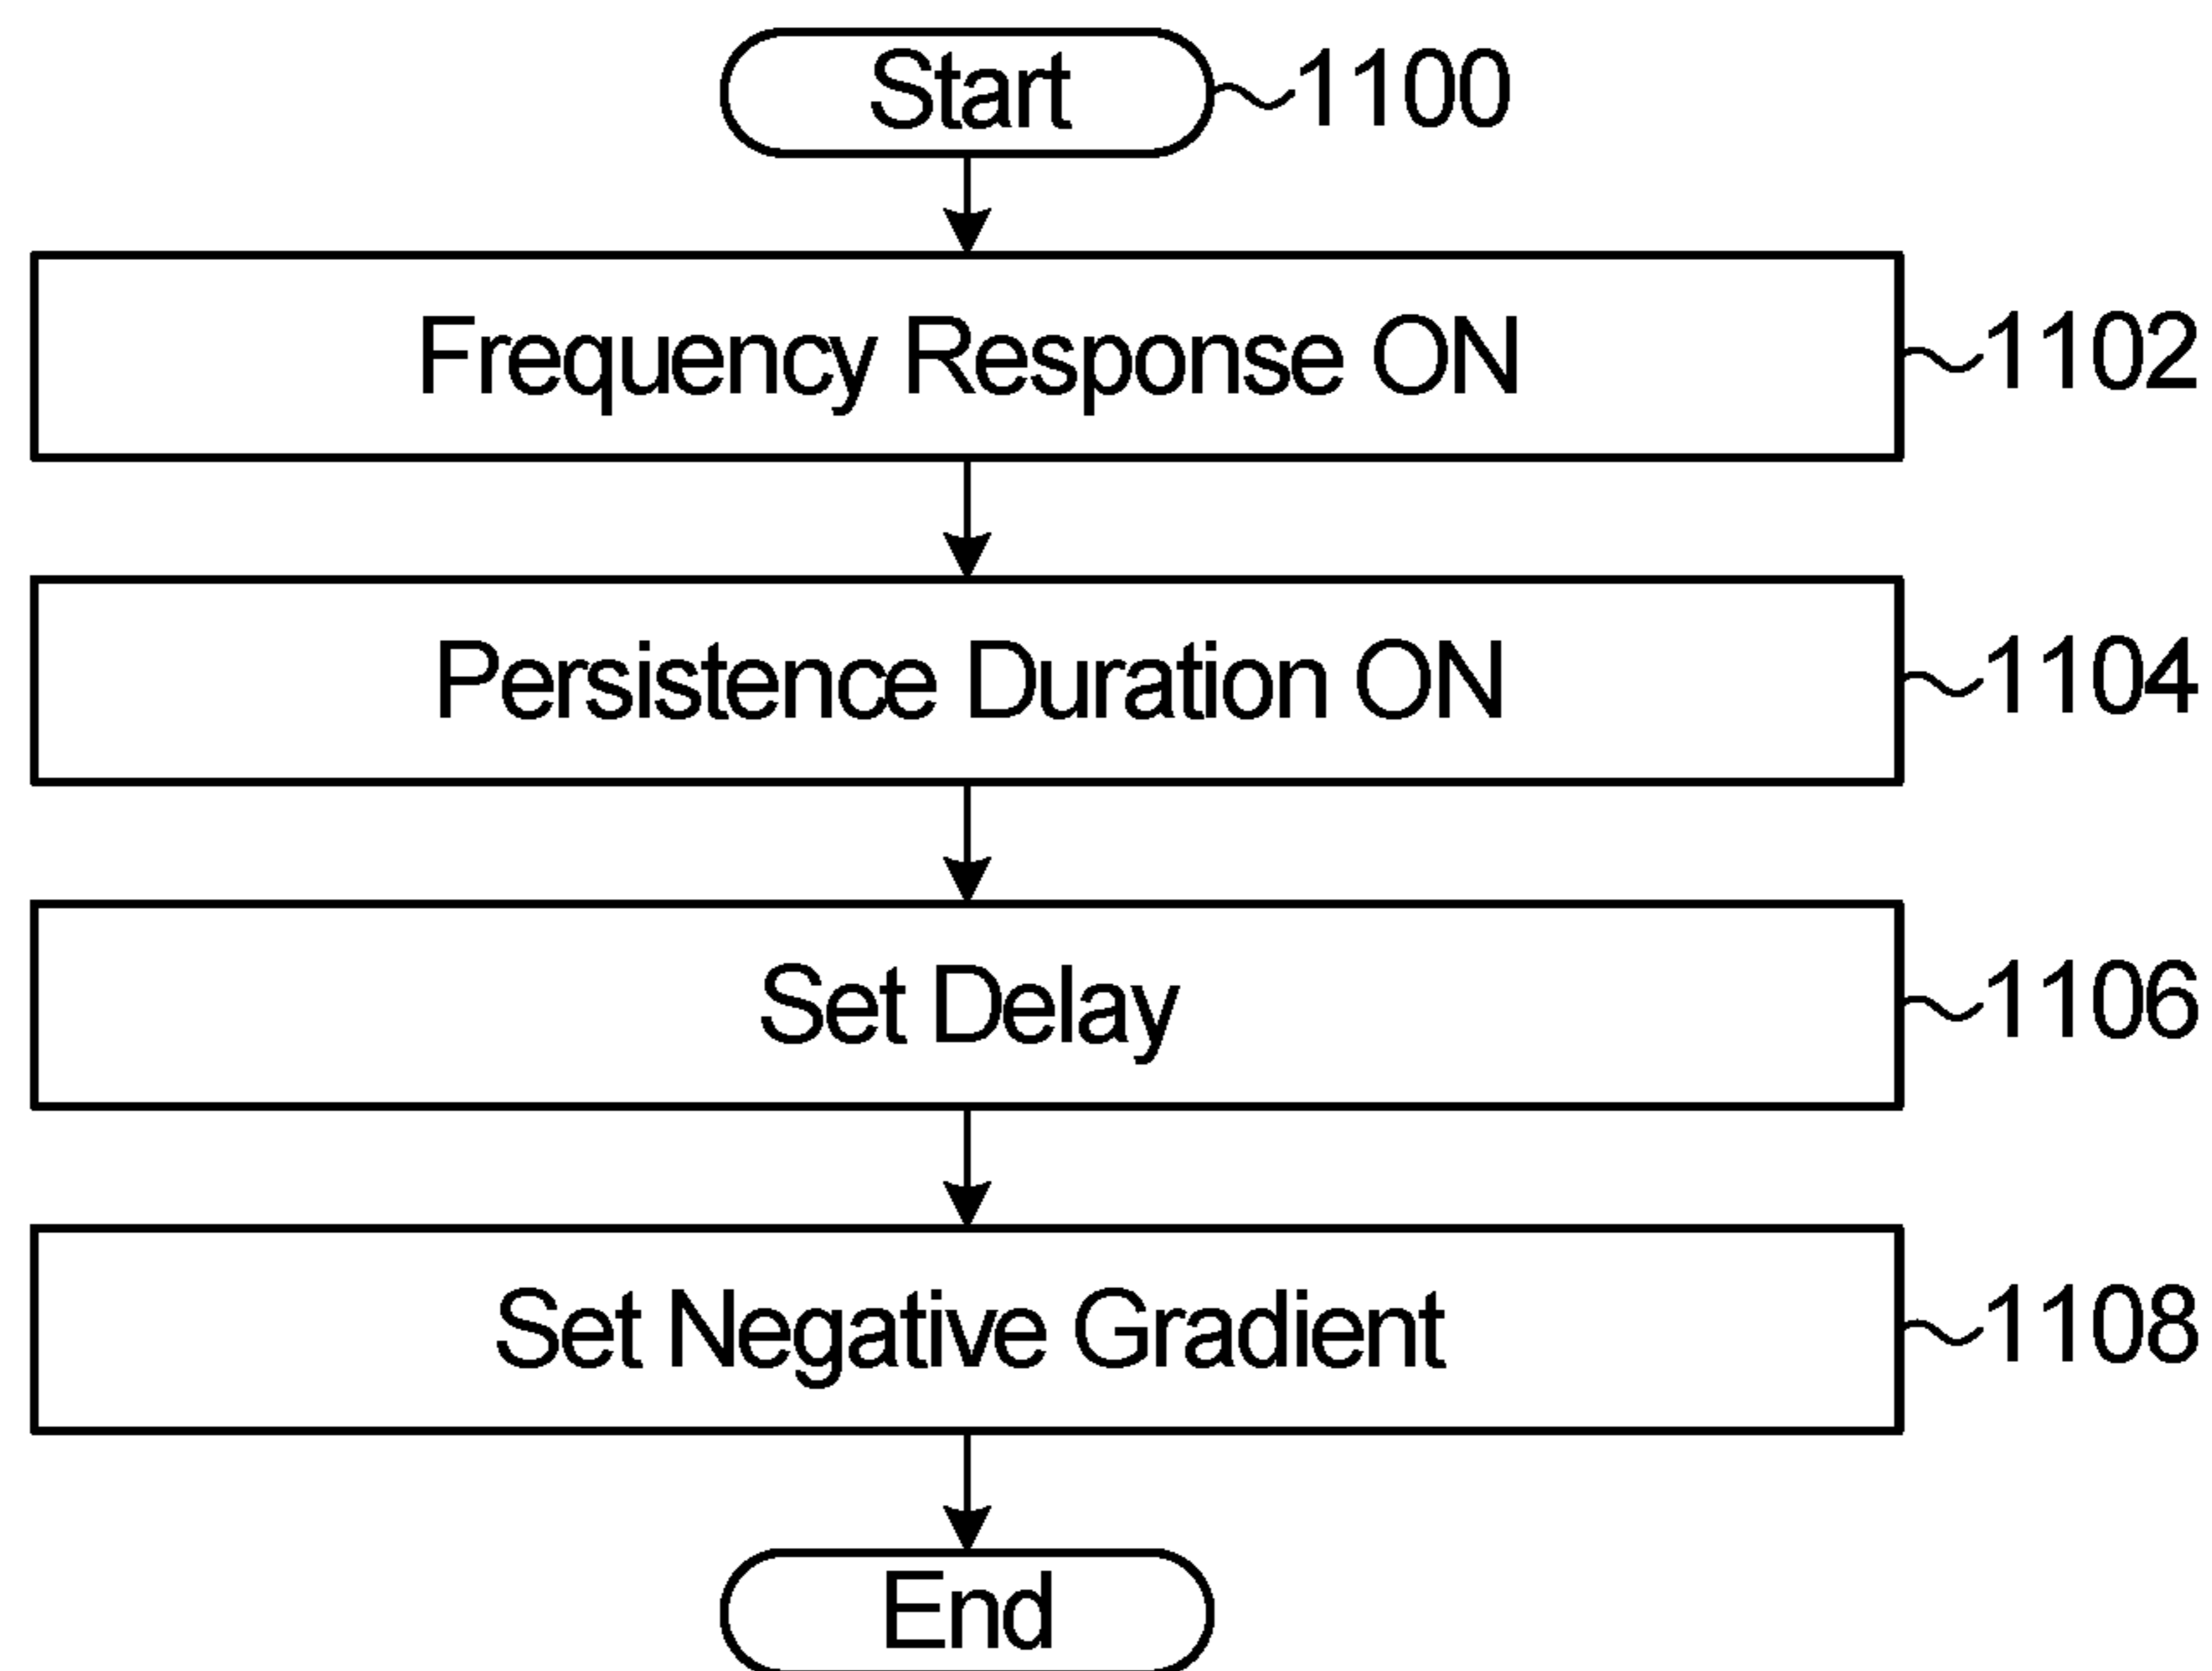 Start 1100
Frequency Response ON 1102
Persistence Duration ON 1104
Set Delay 1106
Set Negative Gradient 1108
End